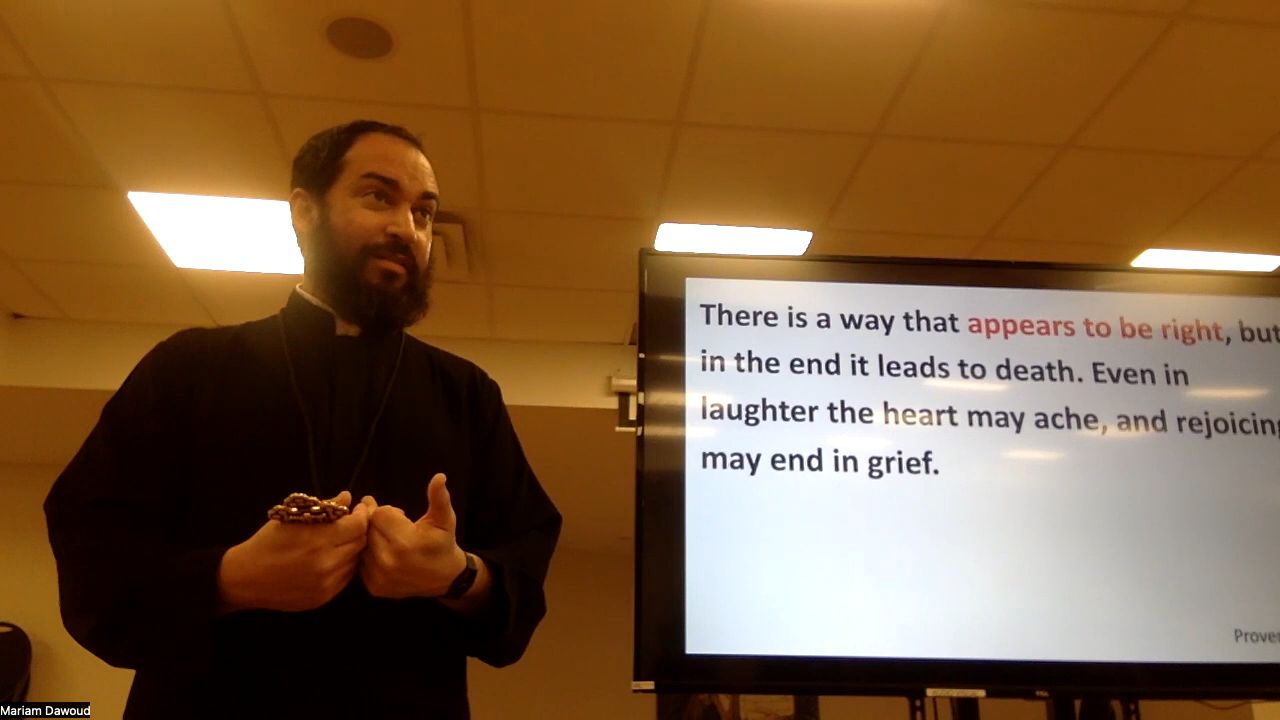 There is a way that appears to be right, but
in the end it leads to death. Even in
laughter the heart may ache, and rejoicing
may end in grief.
Mariam Dawoud